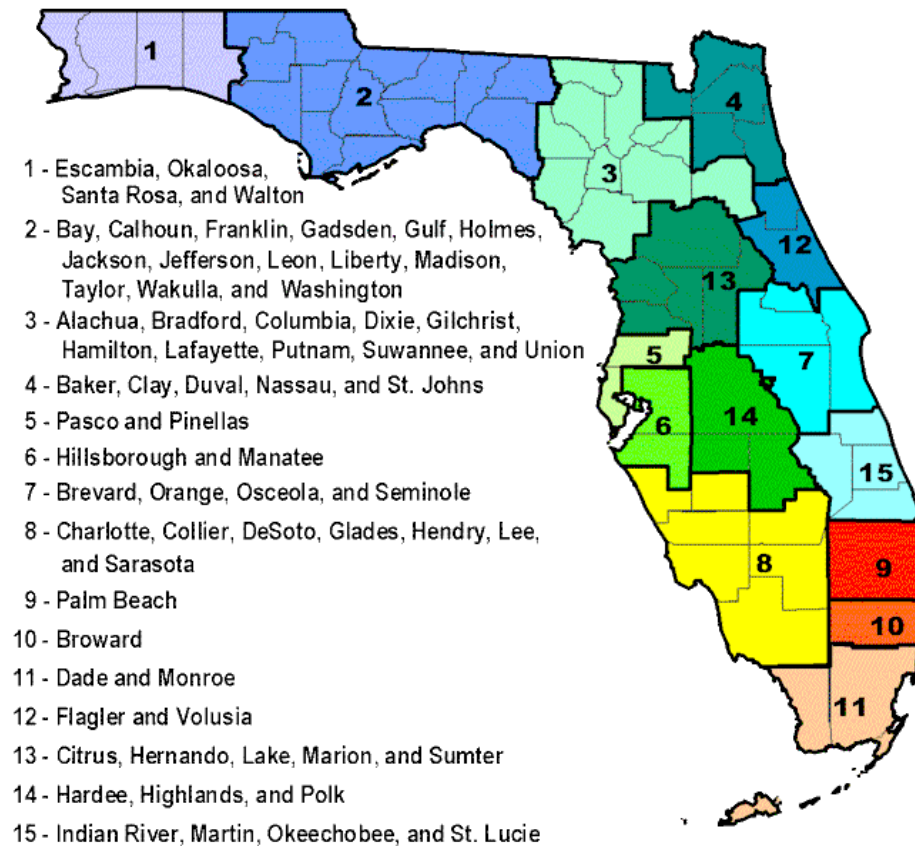 1
2
4
3
12
13
5
7
6
14
15
8
9
10
11
1 - Escambia, Okaloosa,
Santa Rosa, and Walton
2 - Bay, Calhoun, Franklin, Gadsden, Gulf, Holmes,
Jackson, Jefferson, Leon, Liberty, Madison,
Taylor, Wakulla, and Washington
3 - Alachua, Bradford, Columbia, Dixie, Gilchrist,
Hamilton, Lafayette, Putnam, Suwannee, and Union
4 - Baker, Clay, Duval, Nassau, and St. Johns
5 - Pasco and Pinellas
6 - Hillsborough and Manatee
7 - Brevard, Orange, Osceola, and Seminole
8 - Charlotte, Collier, DeSoto, Glades, Hendry, Lee,
and Sarasota
9 - Palm Beach
10 - Broward
11 - Dade and Monroe
12 - Flagler and Volusia
13 - Citrus, Hernando, Lake, Marion, and Sumter
14 - Hardee, Highlands, and Polk
15 - Indian River, Martin, Okeechobee, and St. Lucie